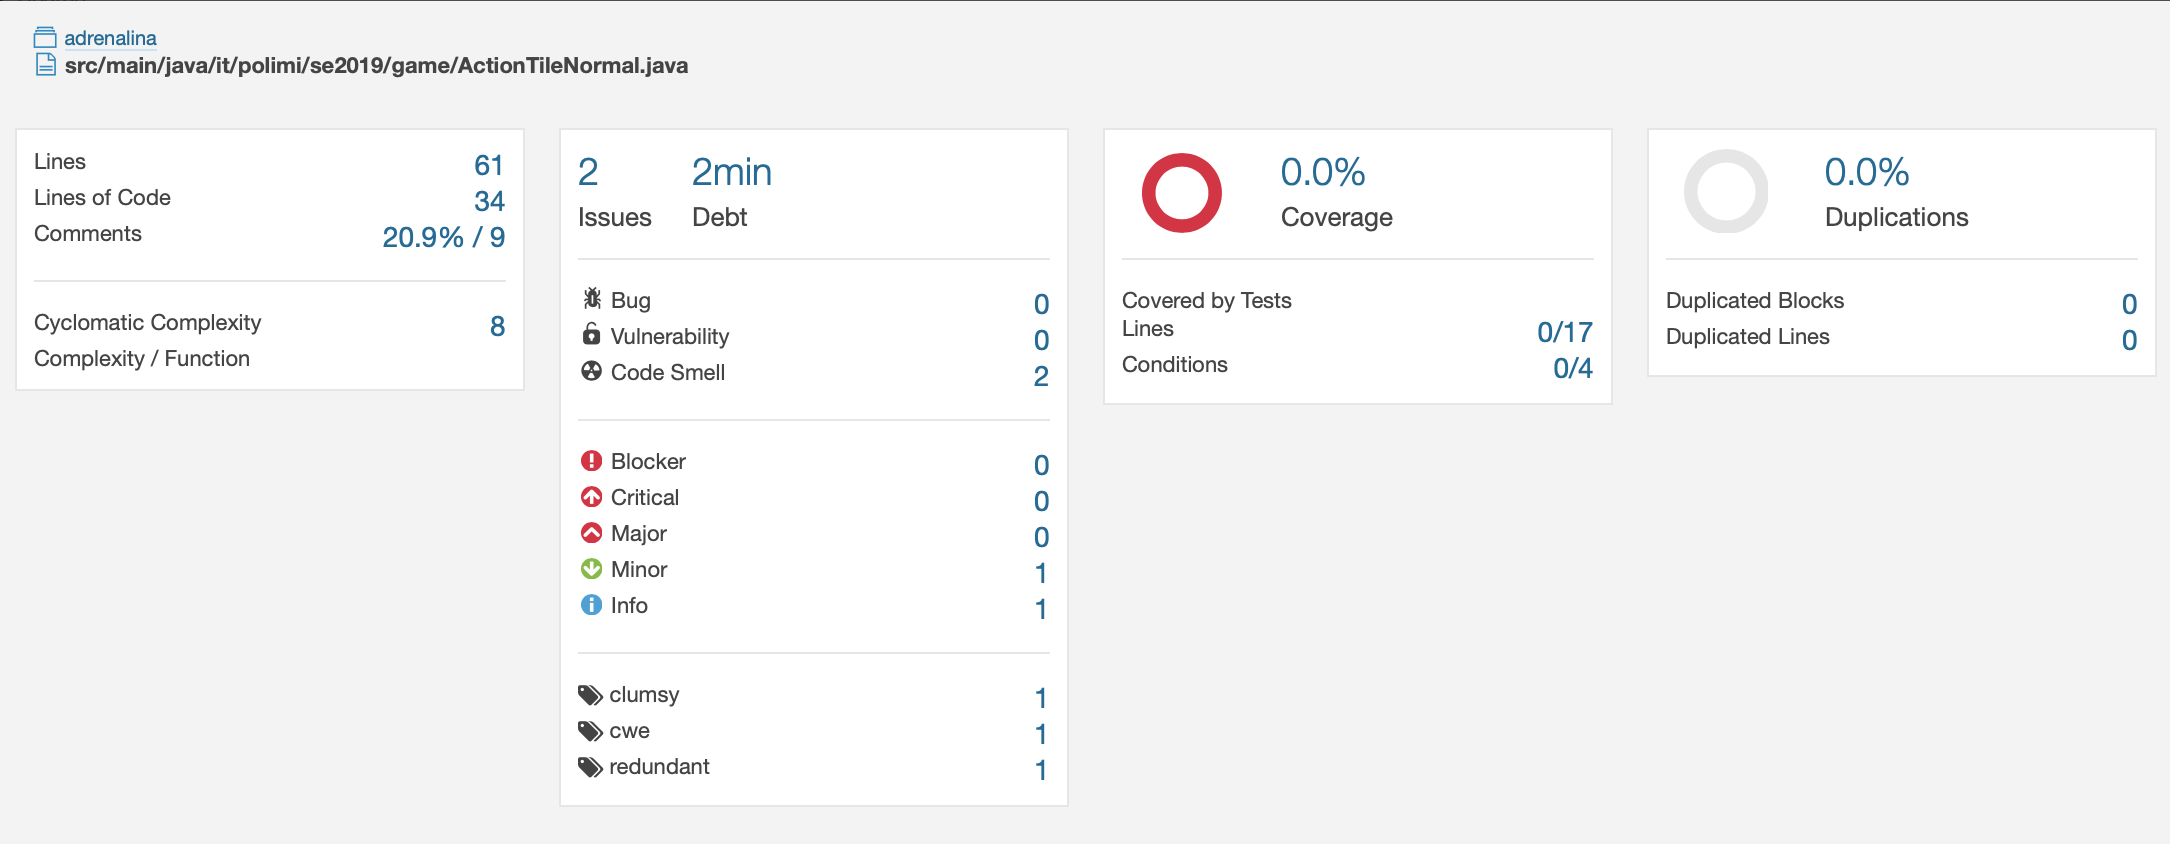 adrenalina
src/main/java/it/polimi/se2019/game/ActionTileNormal.java
Lines 61
Lines of Code 34
Comments 20.9% / 9
Cyclomatic Complexity 8
Complexity / Function
2 2min
Issues Debt
Bug 0
Vulnerability 0
Code Smell 2
Blocker 0
Critical 0
Major 0
Minor 1
Info 1
clumsy 1
cwe 1
redundant 1
0.0%
Coverage
Covered by Tests
Lines 0/17
Conditions 0/4
0.0%
Duplications
Duplicated Blocks 0
Duplicated Lines 0